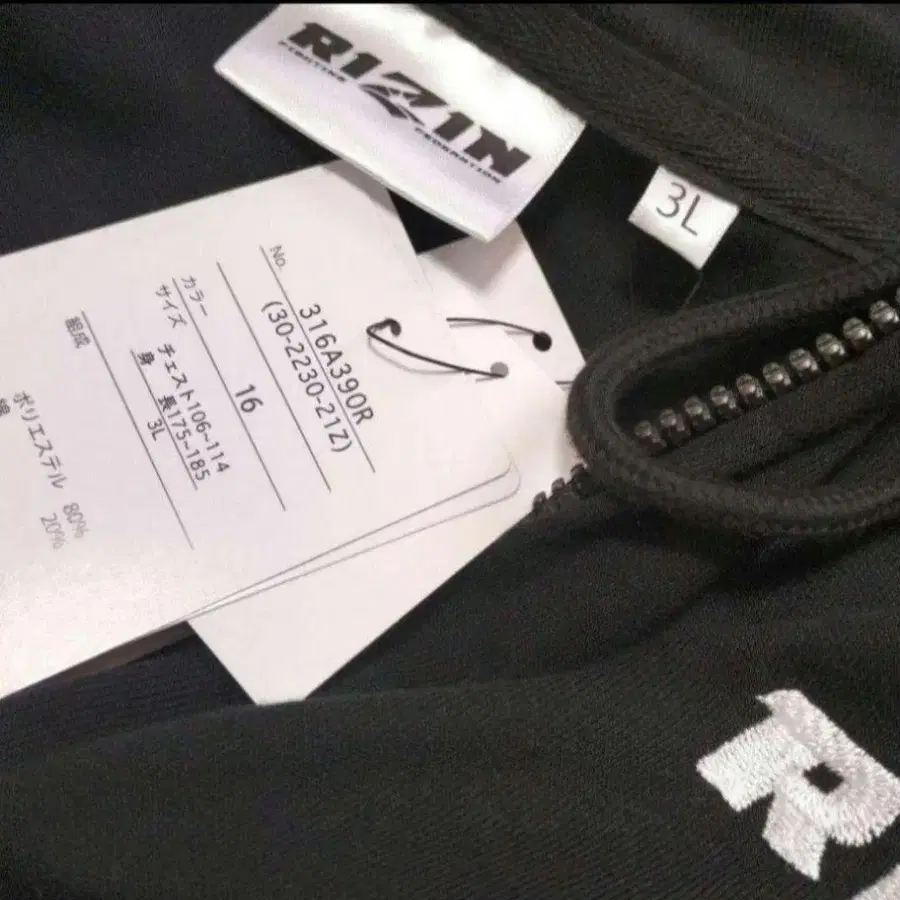 RIZIN
FIGHTING FEDERATION
3L
No.
316A390R
(30-2230-21Z)
カラー 16
サイズ チェスト106~114
身 長175~185
3L
組成
ポリエステル 80%
綿 20%
R